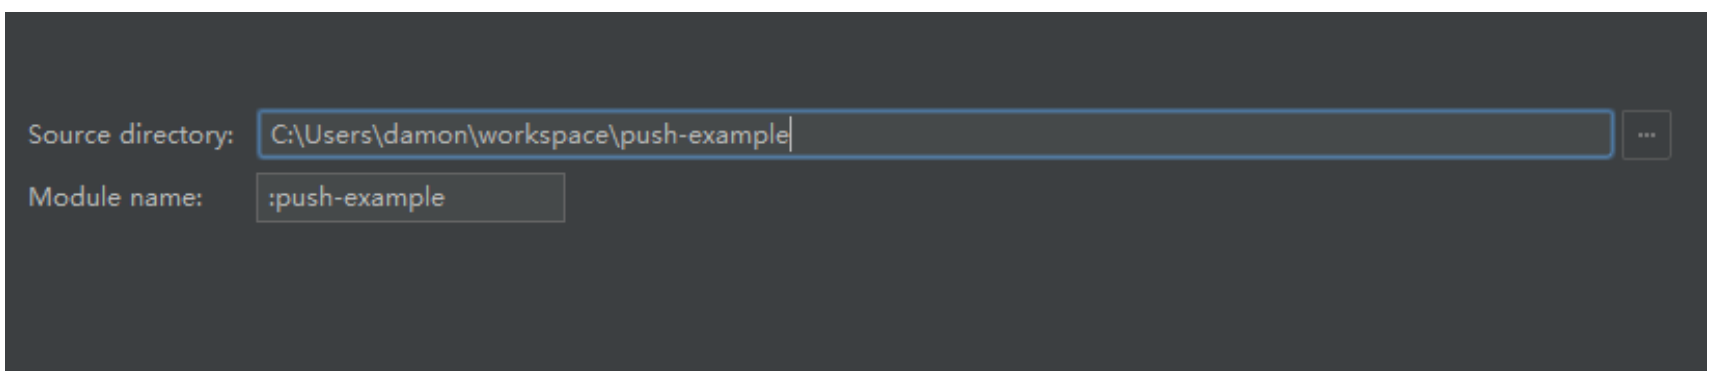 Source directory: C:\Users\damon\workspace\push-example ...
Module name: :push-example